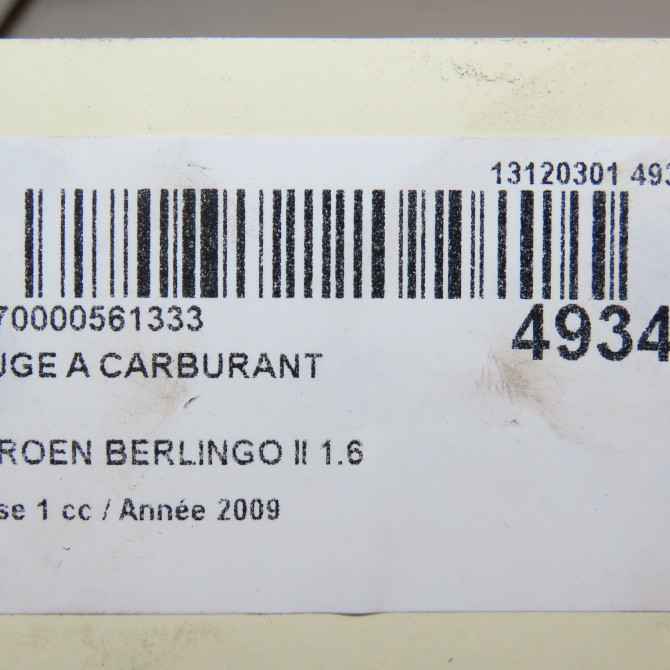 13120301 493
70000561333
4934
UGE A CARBURANT
ROEN BERLINGO II 1.6
se 1 cc / Année 2009